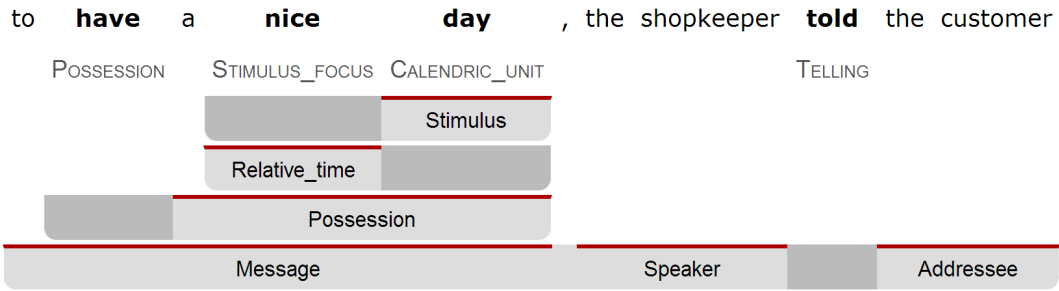 to have a nice day , the shopkeeper told the customer
POSSESSION STIMULUS_FOCUS CALENDRIC_UNIT TELLING
Stimulus
Relative_time
Possession
Message Speaker Addressee